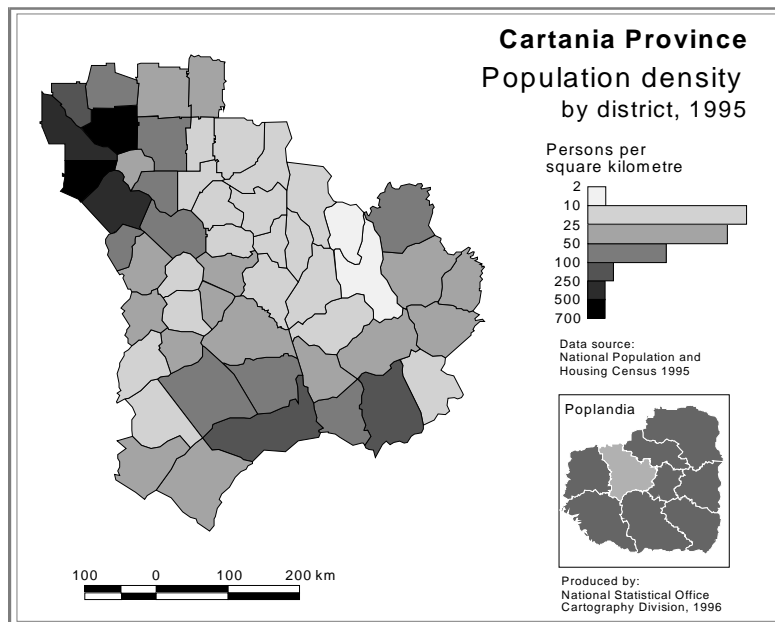 Cartania Province
Population density
by district, 1995
Persons per
square kilometre
2
10
25
50
100
250
500
700
Data source:
National Population and
Housing Census 1995
Poplandia
100 0 100 200 km
Produced by:
National Statistical Office
Cartography Division, 1996